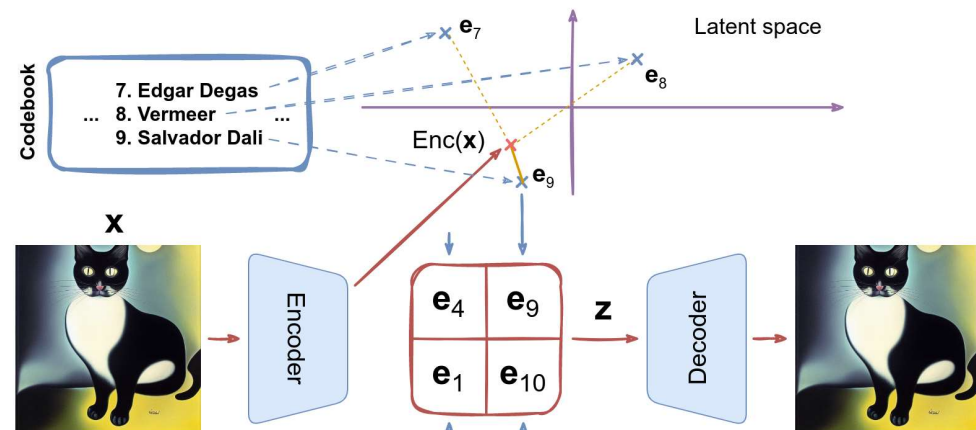 Codebook
7. Edgar Degas
... 8. Vermeer ...
9. Salvador Dali
e7
Latent space
e8
Enc(x)
e9
x
Encoder
e4 e9
e1 e10
z
Decoder